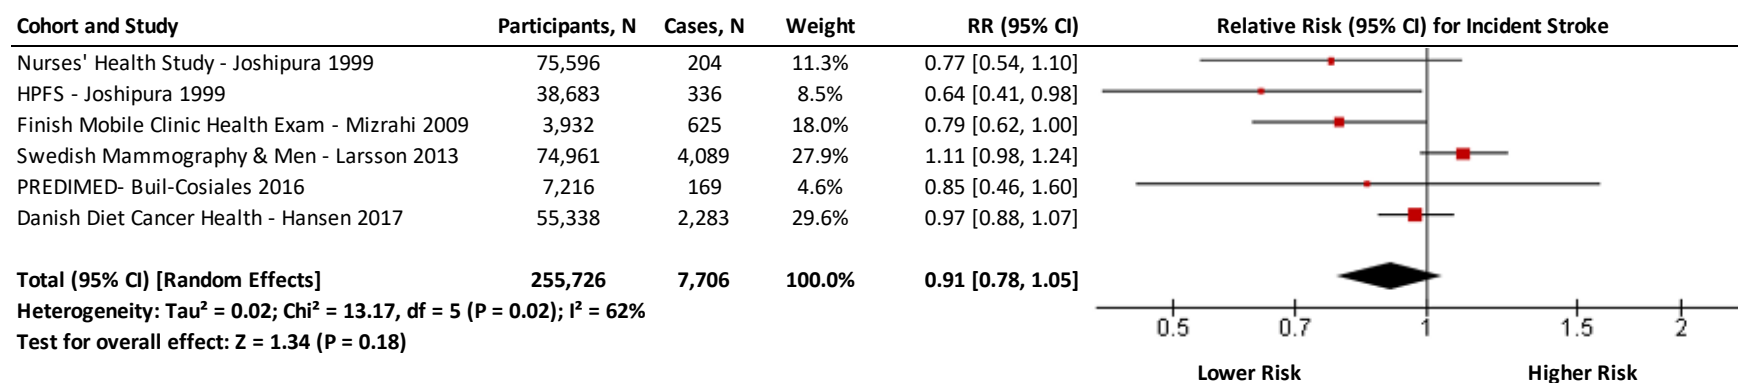 Cohort and Study Participants, N Cases, N Weight RR (95% CI) Relative Risk (95% CI) for Incident Stroke
Nurses' Health Study - Joshipura 1999 75,596 204 11.3% 0.77 [0.54, 1.10]
HPFS - Joshipura 1999 38,683 336 8.5% 0.64 [0.41, 0.98]
Finish Mobile Clinic Health Exam - Mizrahi 2009 3,932 625 18.0% 0.79 [0.62, 1.00]
Swedish Mammography & Men - Larsson 2013 74,961 4,089 27.9% 1.11 [0.98, 1.24]
PREDIMED- Buil-Cosiales 2016 7,216 169 4.6% 0.85 [0.46, 1.60]
Danish Diet Cancer Health - Hansen 2017 55,338 2,283 29.6% 0.97 [0.88, 1.07]
Total (95% CI) [Random Effects] 255,726 7,706 100.0% 0.91 [0.78, 1.05]
Heterogeneity: Tau² = 0.02; Chi² = 13.17, df = 5 (P = 0.02); I² = 62%
Test for overall effect: Z = 1.34 (P = 0.18)
0.5 0.7 1 1.5 2
Lower Risk Higher Risk